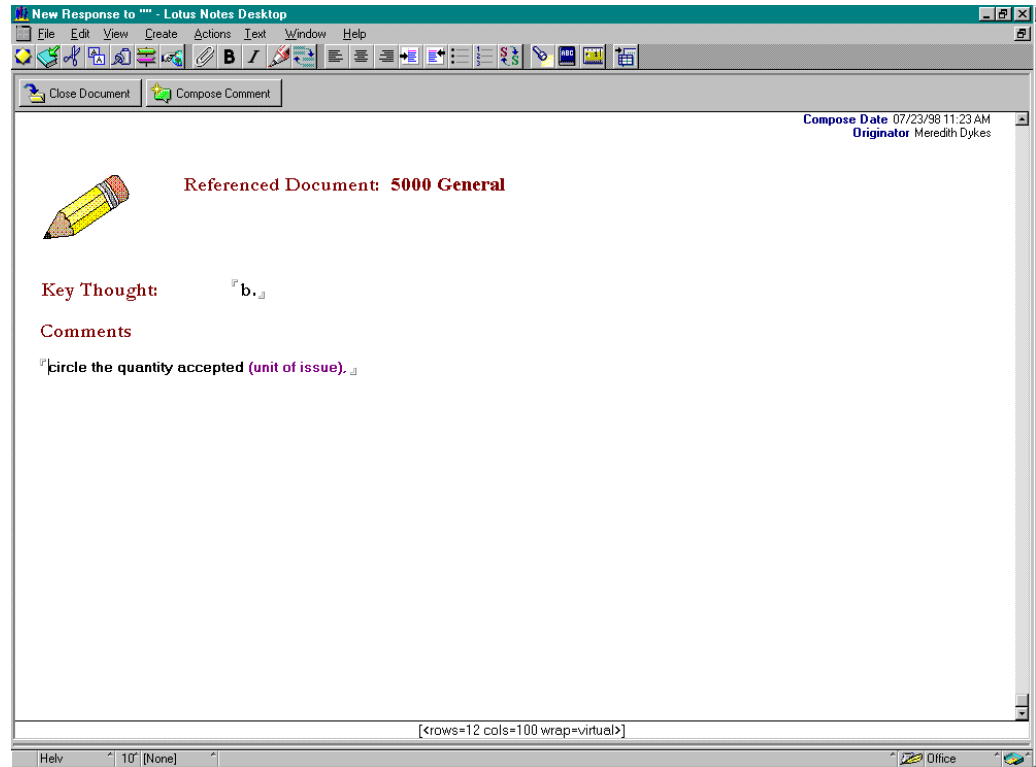 New Response to "" - Lotus Notes Desktop
File Edit View Create Actions Text Window Help
Close Document Compose Comment
Compose Date 07/23/98 11:23 AM
Originator Meredith Dykes
Referenced Document: 5000 General
Key Thought: b.
Comments
circle the quantity accepted (unit of issue).
[<rows=12 cols=100 wrap=virtual>]
Helv 10 [None] Office